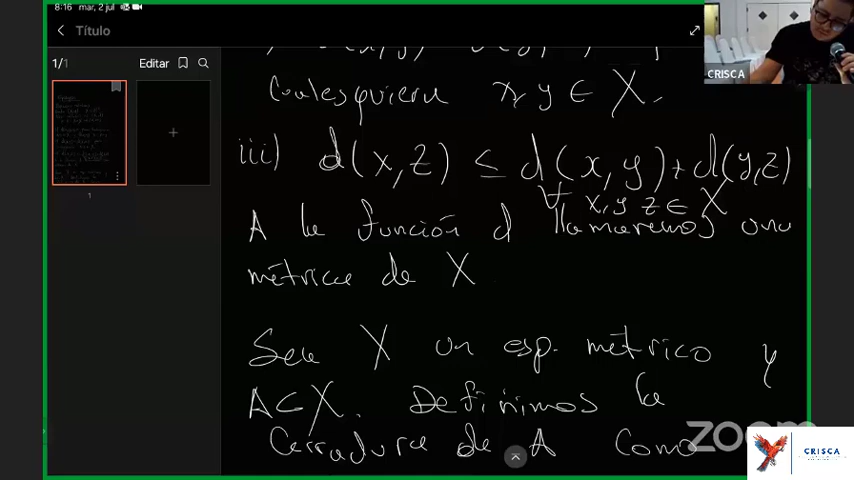 8:16 mar, 2 jul
Título
1/1
Editar
1
CRISCA
Cualesquiera x, y ∈ X.
iii) d(x,z) ≤ d(x,y) + d(y,z)
∀ x, y z ∈ X
A la función d llamaremos una
métrica de X
Sea X un esp. métrico y
A ⊂ X. Definimos la
Cerradura de A como
zoom
CRISCA